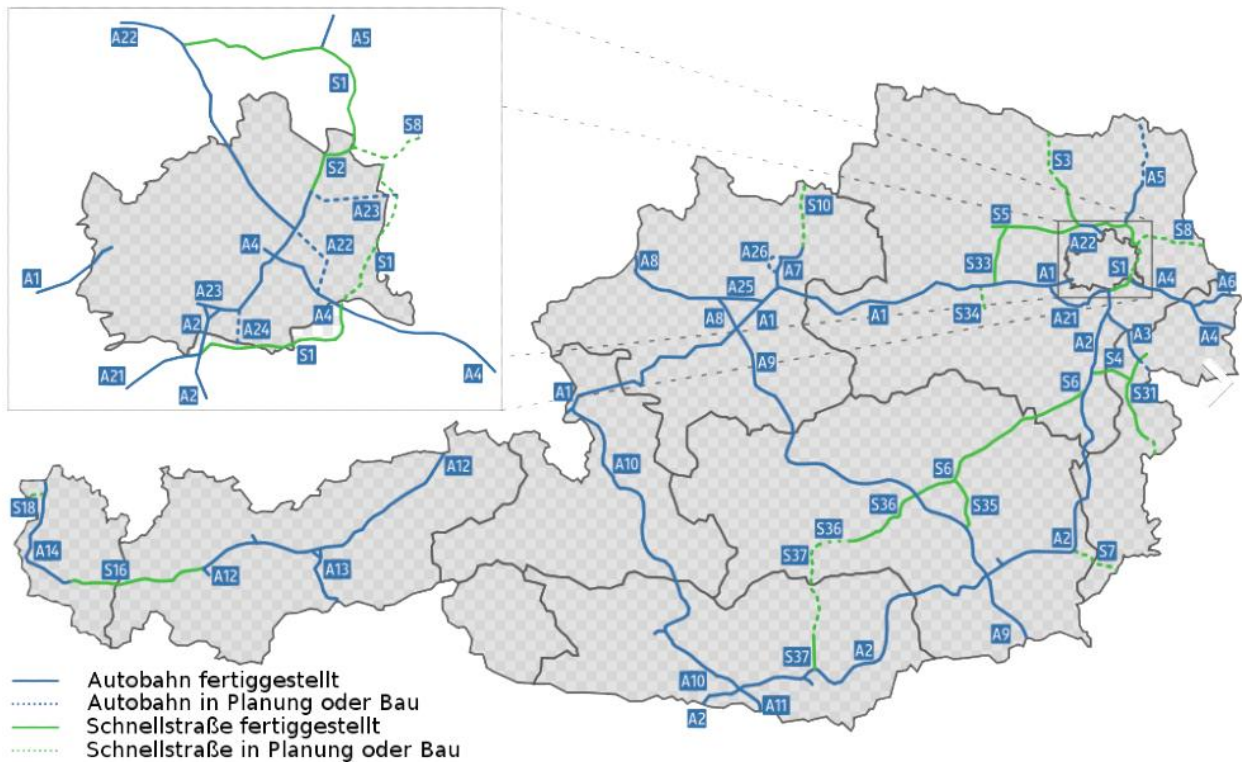 A22
A5
S1
S8
S2
A23
A22
A4
S1
A1
A23
A2
A24
A4
S1
A21
A2
A4
S3
A5
S10
S5
S8
A22
A26
A8
A7
S33
A1
S1
A4
A6
A25
S34
A8
A1
A1
A21
A4
A2
A3
A9
S4
S6
A1
S31
A10
A12
S6
S36
S35
S18
S36
A14
S37
A2
S7
S16
A12
A13
A9
S37
A2
A10
A2
A11
Autobahn fertiggestellt
Autobahn in Planung oder Bau
Schnellstraße fertiggestellt
Schnellstraße in Planung oder Bau